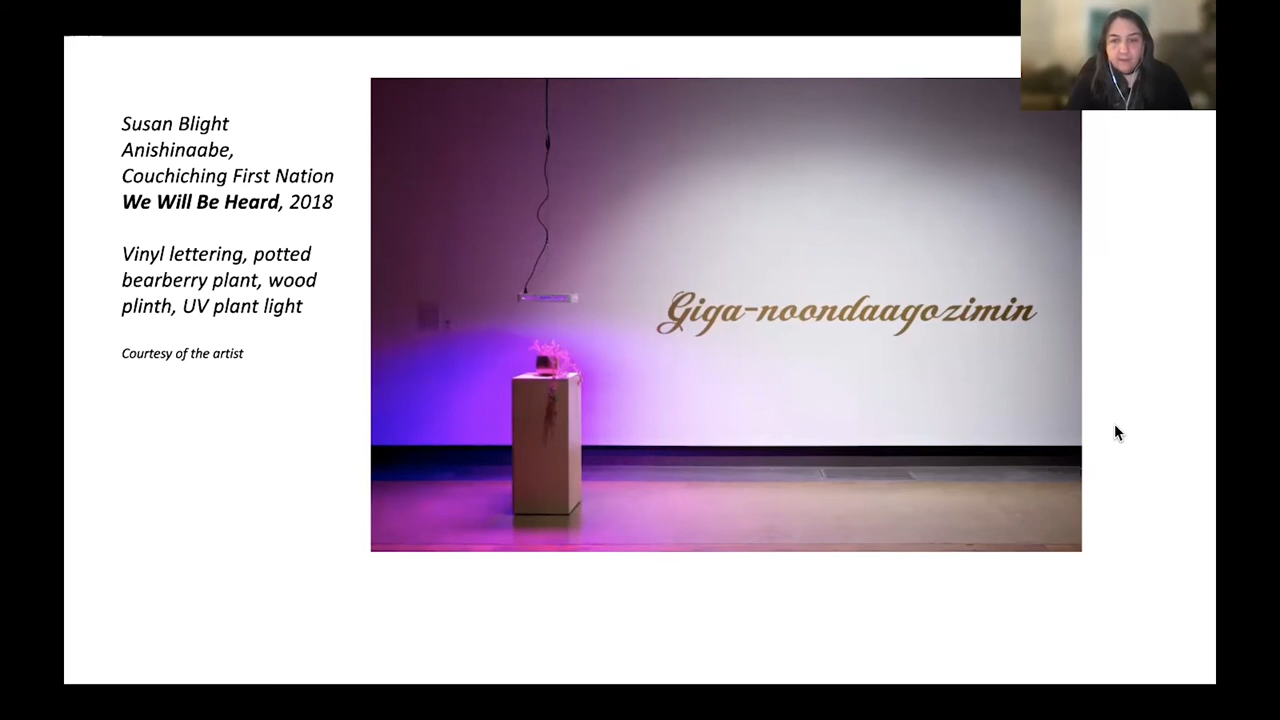 Susan Blight
Anishinaabe,
Couchiching First Nation
We Will Be Heard, 2018
Vinyl lettering, potted
bearberry plant, wood
plinth, UV plant light
Courtesy of the artist
Giga-noondaagozimin